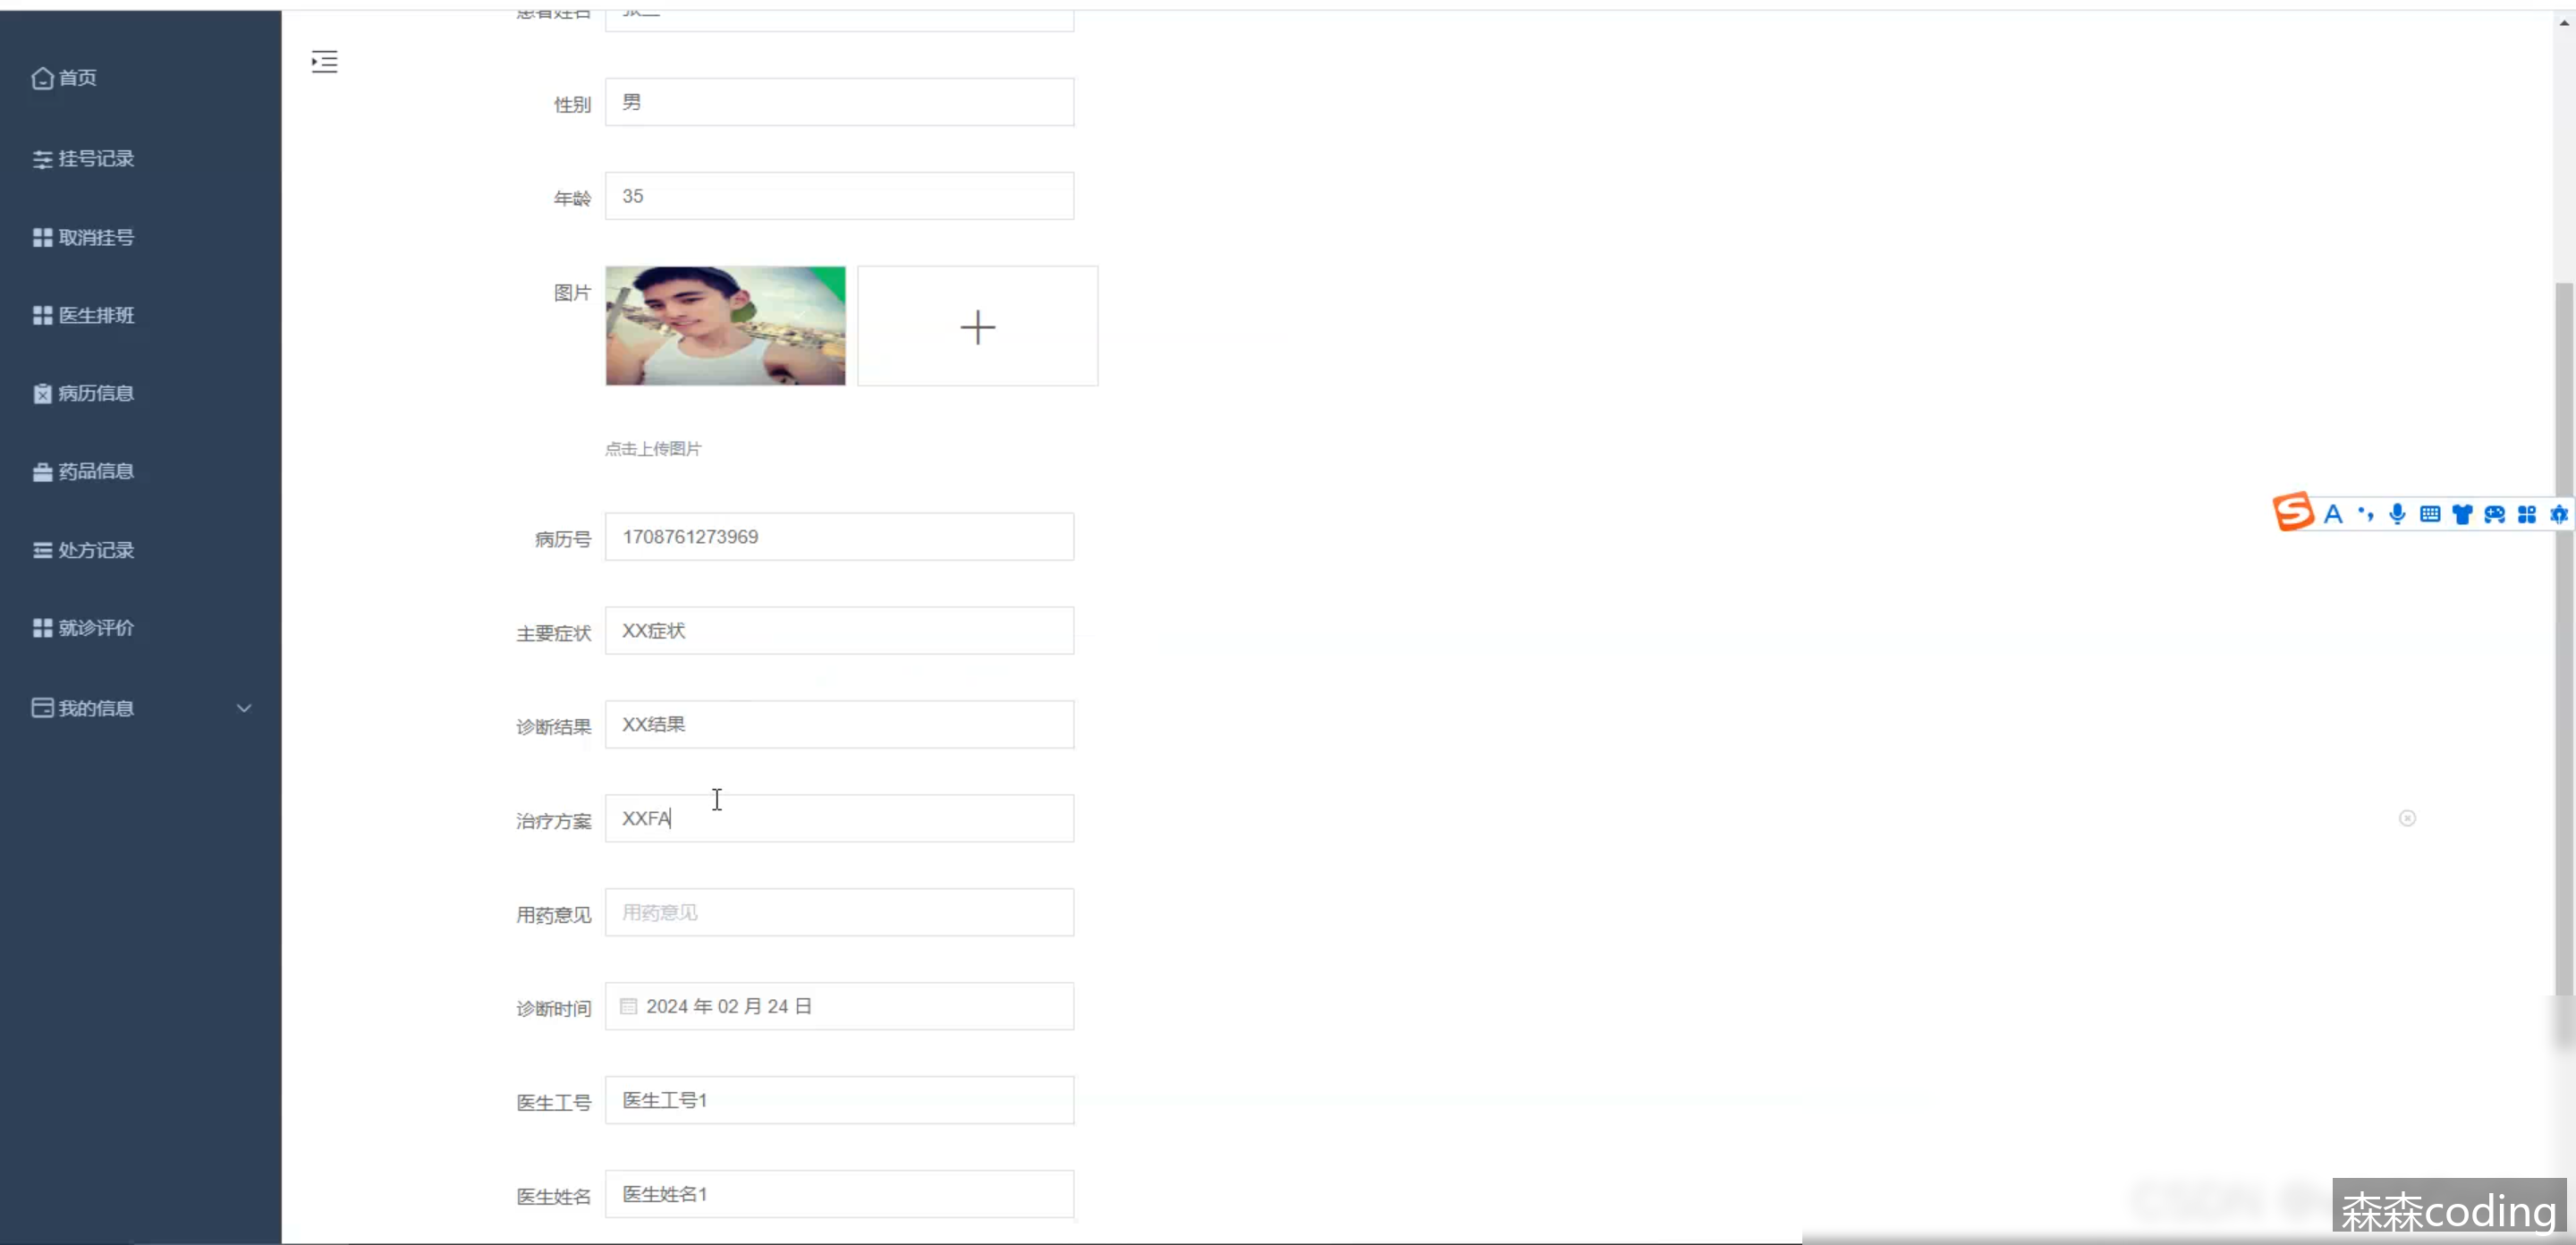 患者姓名 张三
首页
性别 男
挂号记录
年龄 35
取消挂号
图片
医生排班
病历信息
点击上传图片
药品信息
病历号 1708761273969
处方记录
主要症状 XX症状
就诊评价
我的信息
诊断结果 XX结果
治疗方案 XXFA
用药意见 用药意见
诊断时间 2024 年 02 月 24 日
医生工号 医生工号1
医生姓名 医生姓名1
森森coding